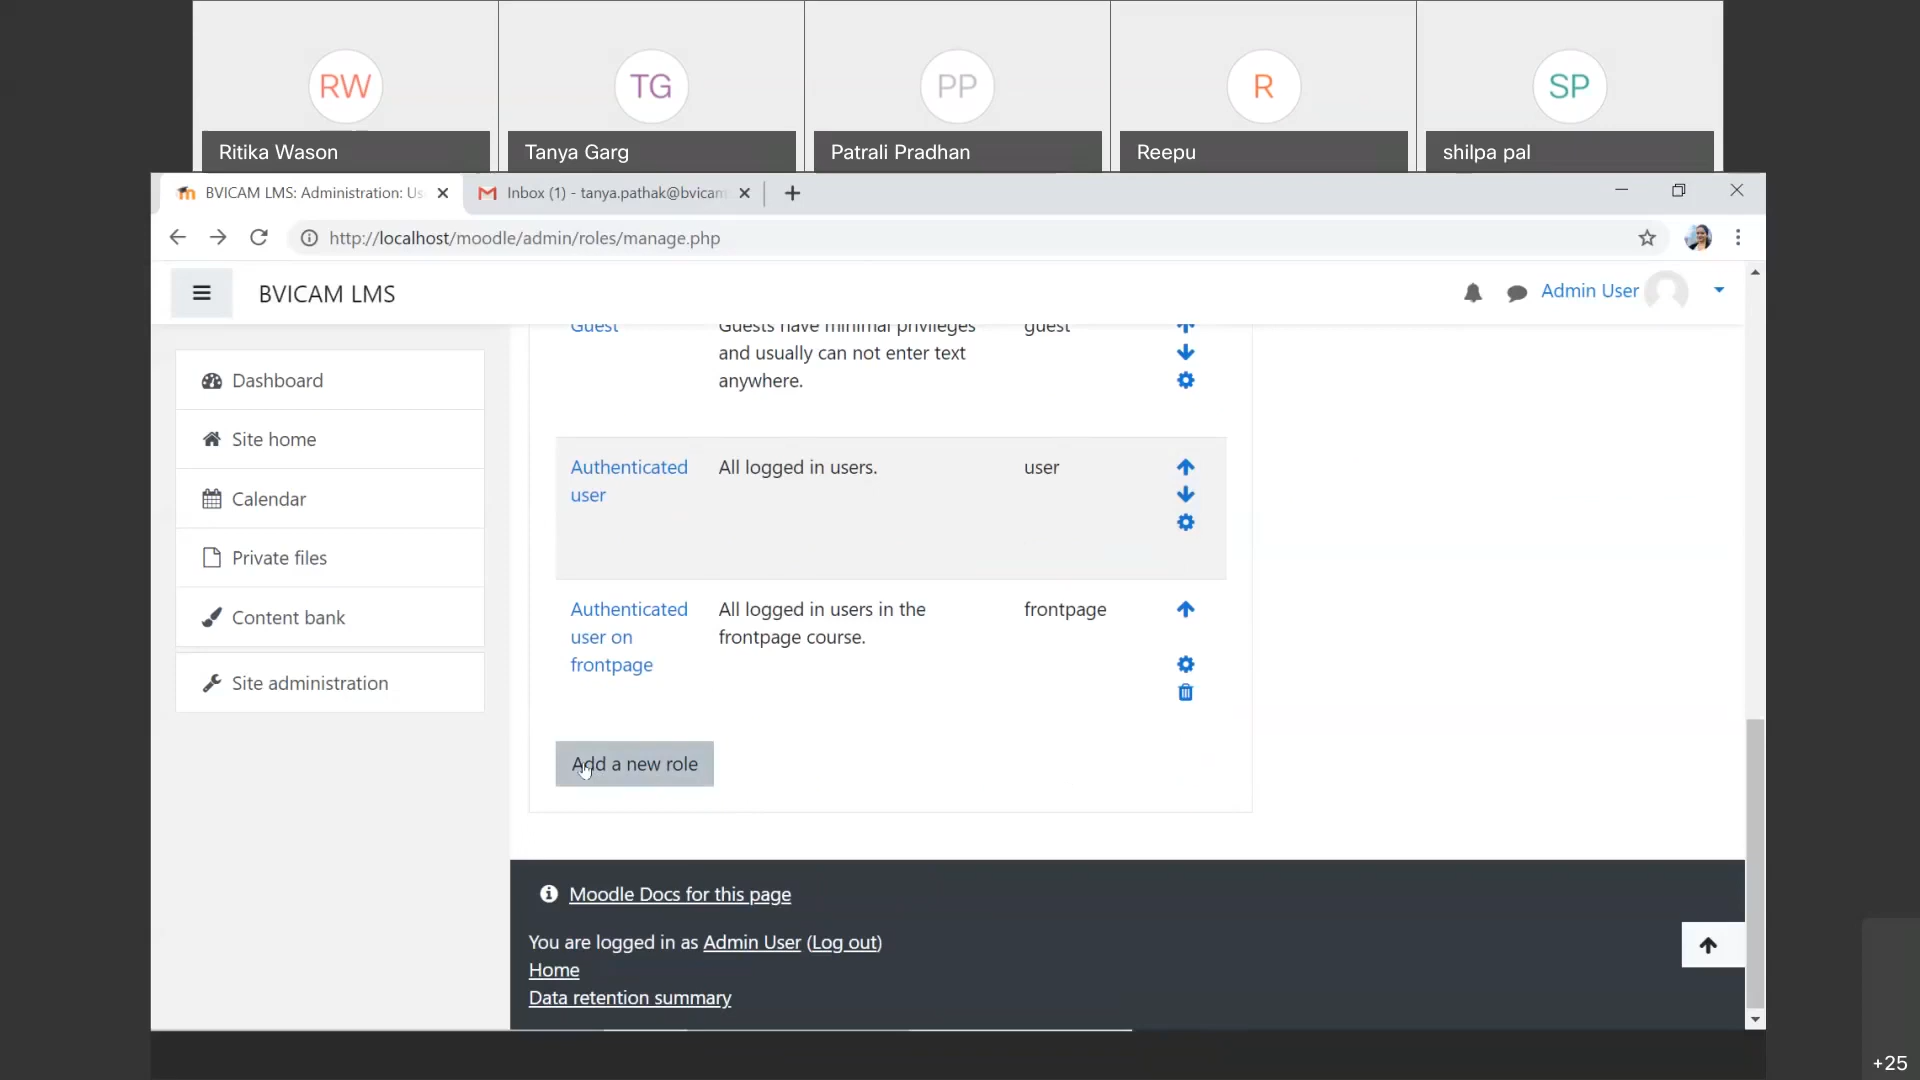 RW
TG
PP
R
SP
Ritika Wason
Tanya Garg
Patrali Pradhan
Reepu
shilpa pal
BVICAM LMS: Administration: Us
Inbox (1) - tanya.pathak@bvicam
http://localhost/moodle/admin/roles/manage.php
BVICAM LMS
Admin User
Dashboard
Site home
Calendar
Private files
Content bank
Site administration
Guest
Guests have minimal privileges
and usually can not enter text
anywhere.
guest
Authenticated
user
All logged in users.
user
Authenticated
user on
frontpage
All logged in users in the
frontpage course.
frontpage
Add a new role
Moodle Docs for this page
You are logged in as Admin User (Log out)
Home
Data retention summary
+25